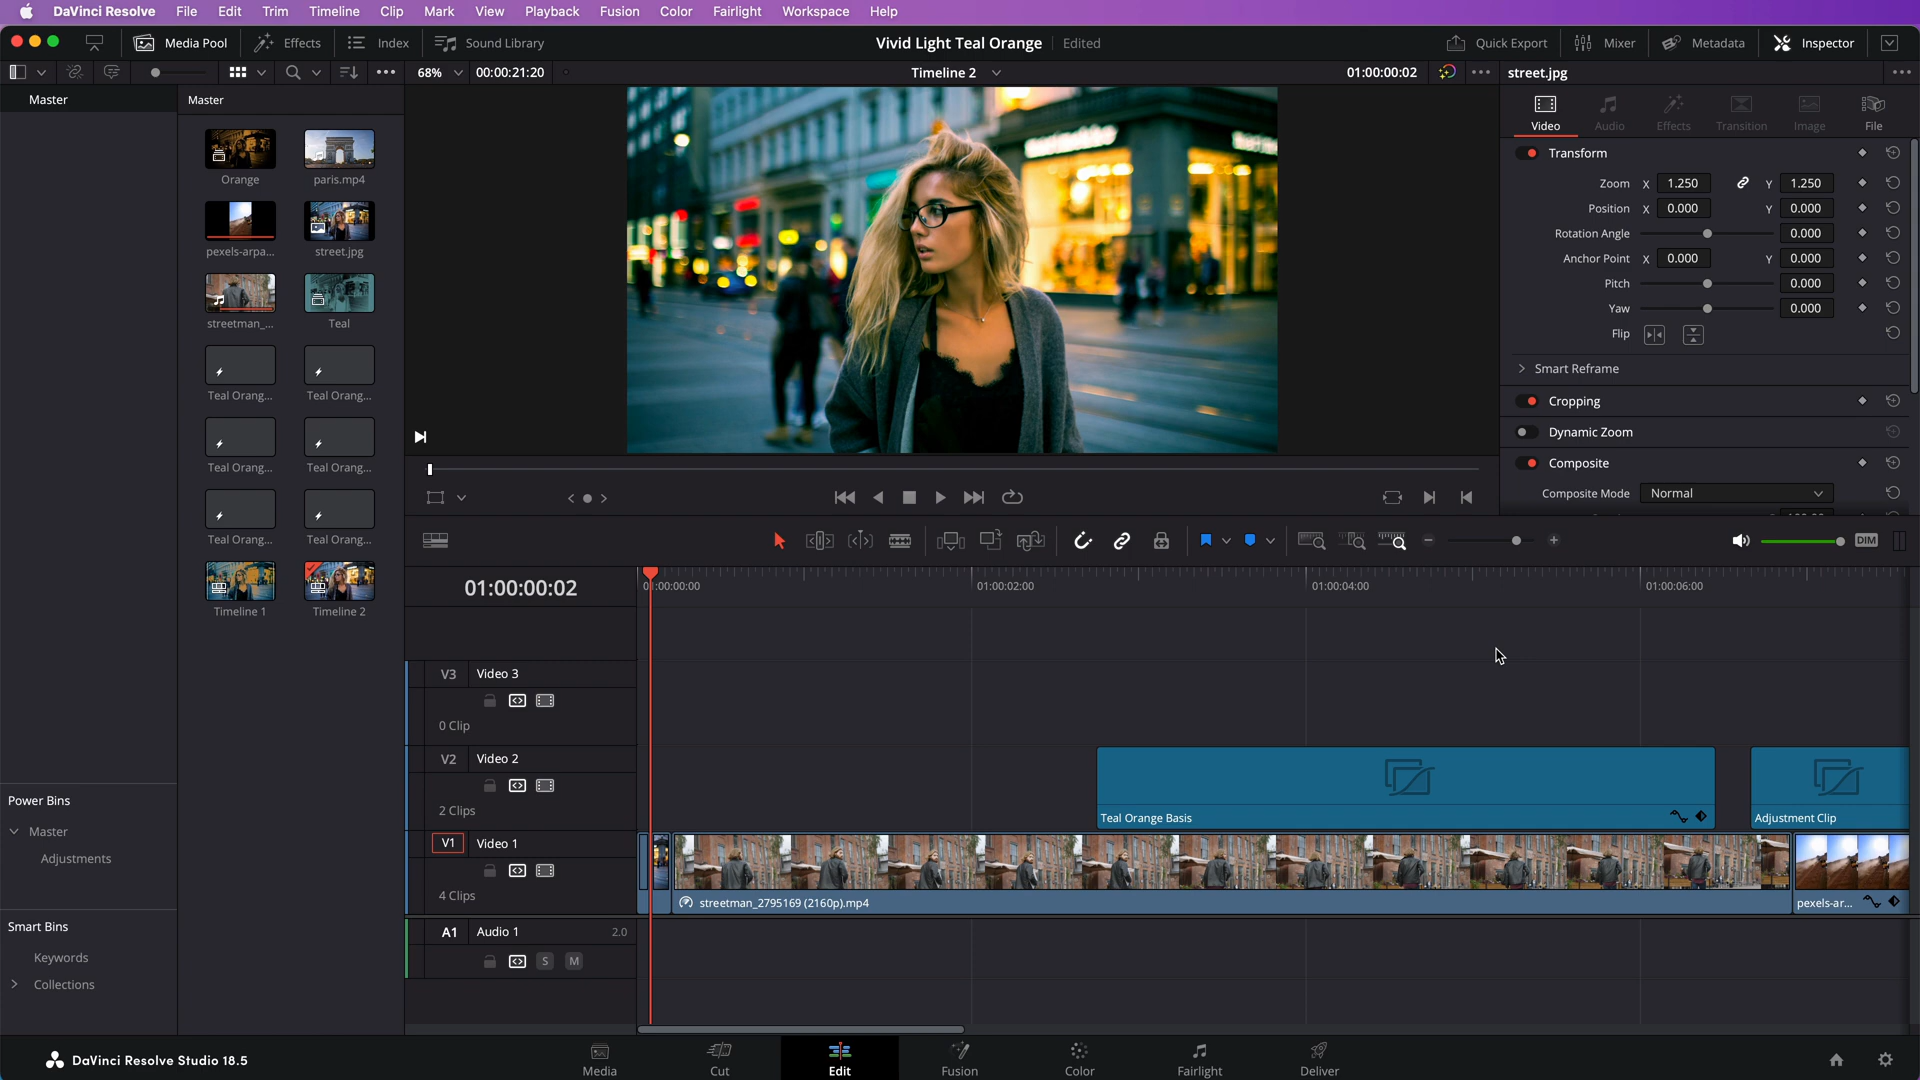 DaVinci Resolve File Edit Trim Timeline Clip Mark View Playback Fusion Color Fairlight Workspace Help
Media Pool Effects Index Sound Library Vivid Light Teal Orange Edited Quick Export Mixer Metadata Inspector
68% 00:00:21:20 Timeline 2 01:00:00:02 street.jpg
Master Master
Video Audio Effects Transition Image File
Orange paris.mp4
pexels-arpa... street.jpg
streetman_... Teal
Teal Orang... Teal Orang...
Teal Orang... Teal Orang...
Teal Orang... Teal Orang...
Timeline 1 Timeline 2
Transform
Zoom X 1.250 Y 1.250
Position X 0.000 Y 0.000
Rotation Angle 0.000
Anchor Point X 0.000 Y 0.000
Pitch 0.000
Yaw 0.000
Flip
Smart Reframe
Cropping
Dynamic Zoom
Composite
Composite Mode Normal
DIM
01:00:00:02 01:00:00:00 01:00:02:00 01:00:04:00 01:00:06:00
V3 Video 3
0 Clip
V2 Video 2
2 Clips
Teal Orange Basis Adjustment Clip
V1 Video 1
4 Clips
streetman_2795169 (2160p).mp4 pexels-ar...
A1 Audio 1 2.0
S M
Power Bins
Master
Adjustments
Smart Bins
Keywords
Collections
DaVinci Resolve Studio 18.5 Media Cut Edit Fusion Color Fairlight Deliver